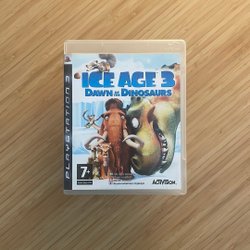 PLAYSTATION 3
ICE AGE 3
DAWN OF THE DINOSAURS
7+
ACTIVISION